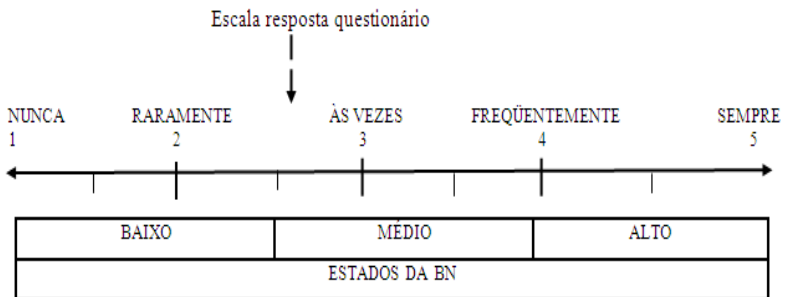 Escala resposta questionário
NUNCA RARAMENTE ÀS VEZES FREQÜENTEMENTE SEMPRE
1 2 3 4 5
BAIXO MÉDIO ALTO
ESTADOS DA BN